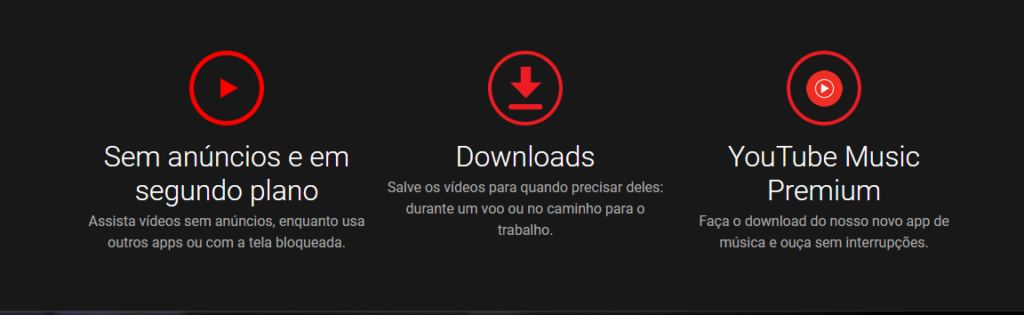 Sem anúncios e em
segundo plano
Assista vídeos sem anúncios, enquanto usa
outros apps ou com a tela bloqueada.
Downloads
Salve os vídeos para quando precisar deles:
durante um voo ou no caminho para o
trabalho.
YouTube Music
Premium
Faça o download do nosso novo app de
música e ouça sem interrupções.